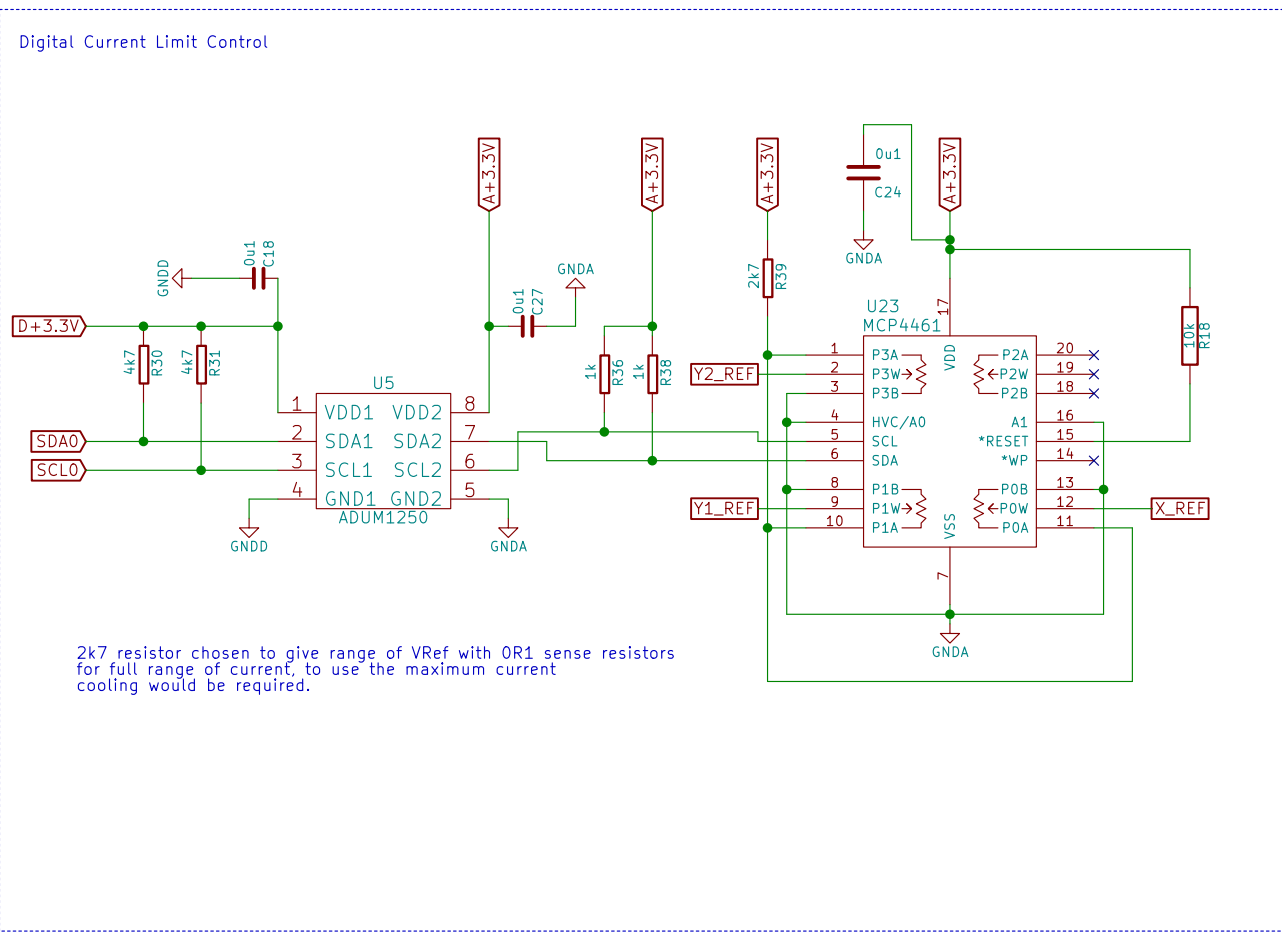 Digital Current Limit Control
A+3.3V
A+3.3V
A+3.3V
A+3.3V
0u1
C24
GNDA
GNDD
0u1
C18
GNDA
0u1
C27
2k7
R39
D+3.3V
4k7
R30
4k7
R31
1k
R36
1k
R38
10k
R18
U5
1 VDD1 VDD2 8
2 SDA1 SDA2 7
3 SCL1 SCL2 6
4 GND1 GND2 5
ADUM1250
SDA0
SCL0
GNDD
GNDA
U23
MCP4461
17
VDD
1 P3A P2A 20
2 P3W P2W 19
3 P3B P2B 18
4 HVC/A0 A1 16
5 SCL *RESET 15
6 SDA *WP 14
8 P1B P0B 13
9 P1W P0W 12
10 P1A P0A 11
VSS
7
Y2_REF
Y1_REF
X_REF
GNDA
2k7 resistor chosen to give range of VRef with 0R1 sense resistors
for full range of current, to use the maximum current
cooling would be required.